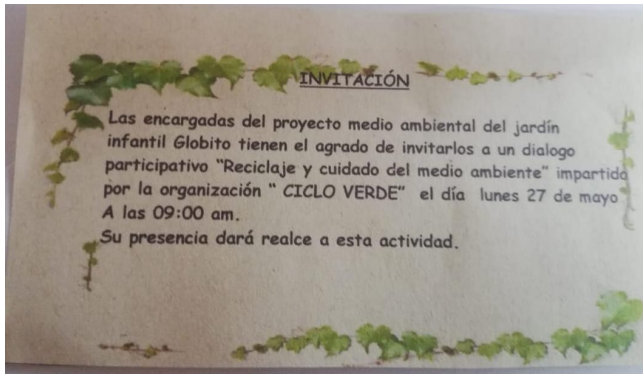 INVITACIÓN
Las encargadas del proyecto medio ambiental del jardín
infantil Globito tienen el agrado de invitarlos a un dialogo
participativo "Reciclaje y cuidado del medio ambiente" impartida
por la organización " CICLO VERDE" el día lunes 27 de mayo
A las 09:00 am.
Su presencia dará realce a esta actividad.